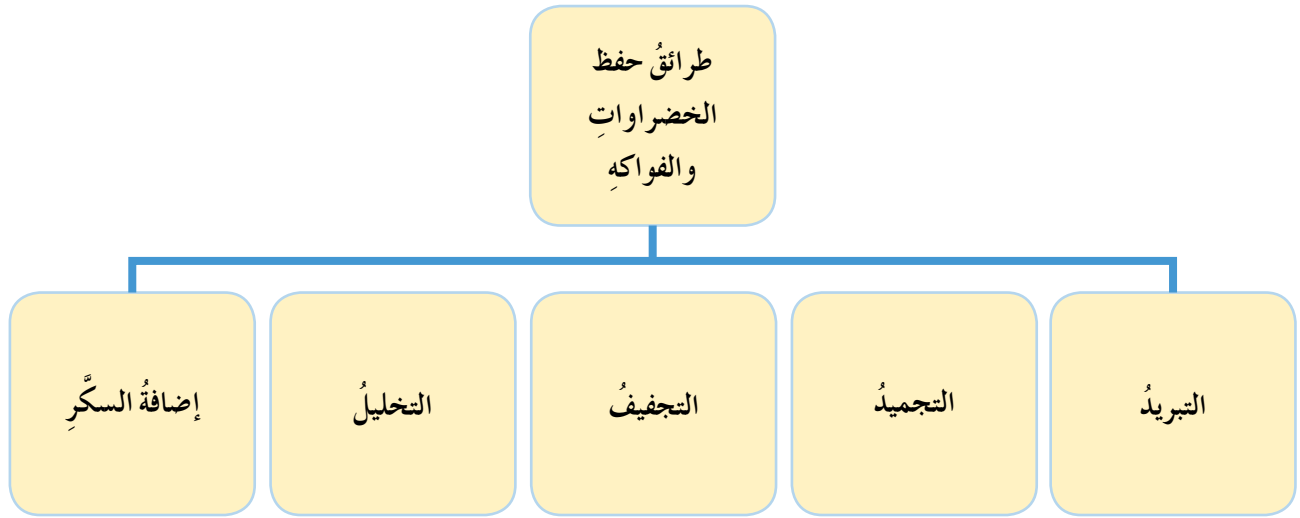 طرائقُ حفظ
الخضراواتِ
والفواكهِ
التبريدُ
التجميدُ
التجفيفُ
التخليلُ
إضافةُ السكَّرِ